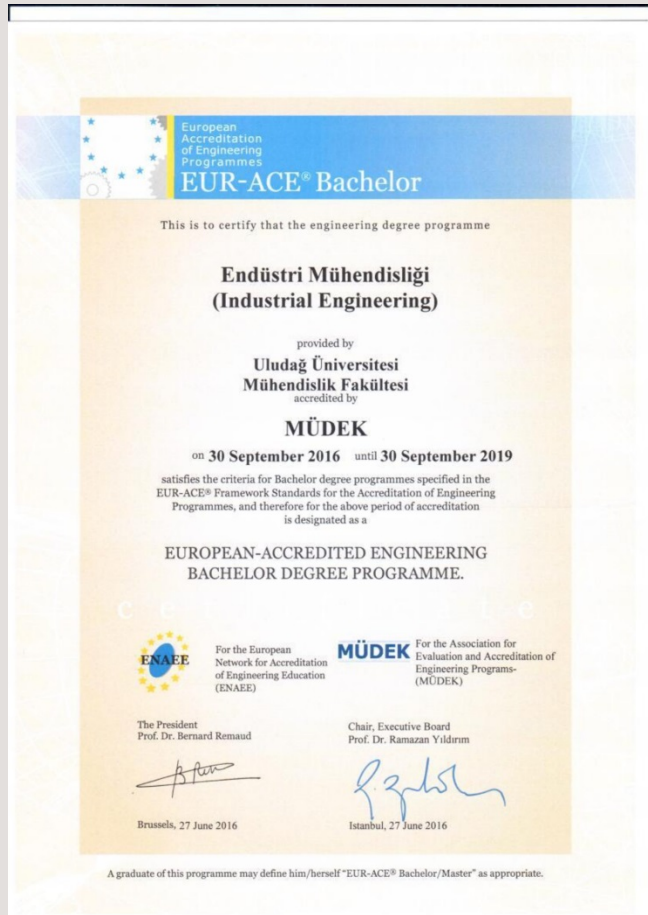 European
Accreditation
of Engineering
Programmes
EUR-ACE® Bachelor
This is to certify that the engineering degree programme
Endüstri Mühendisliği
(Industrial Engineering)
provided by
Uludağ Üniversitesi
Mühendislik Fakültesi
accredited by
MÜDEK
on 30 September 2016 until 30 September 2019
satisfies the criteria for Bachelor degree programmes specified in the
EUR-ACE® Framework Standards for the Accreditation of Engineering
Programmes, and therefore for the above period of accreditation
is designated as a
EUROPEAN-ACCREDITED ENGINEERING
BACHELOR DEGREE PROGRAMME.
certificate
ENAEE
For the European
Network for Accreditation
of Engineering Education
(ENAEE)
MÜDEK
For the Association for
Evaluation and Accreditation of
Engineering Programs-
(MÜDEK)
The President
Prof. Dr. Bernard Remaud
Chair, Executive Board
Prof. Dr. Ramazan Yıldırım
Brussels, 27 June 2016
Istanbul, 27 June 2016
A graduate of this programme may define him/herself "EUR-ACE® Bachelor/Master" as appropriate.